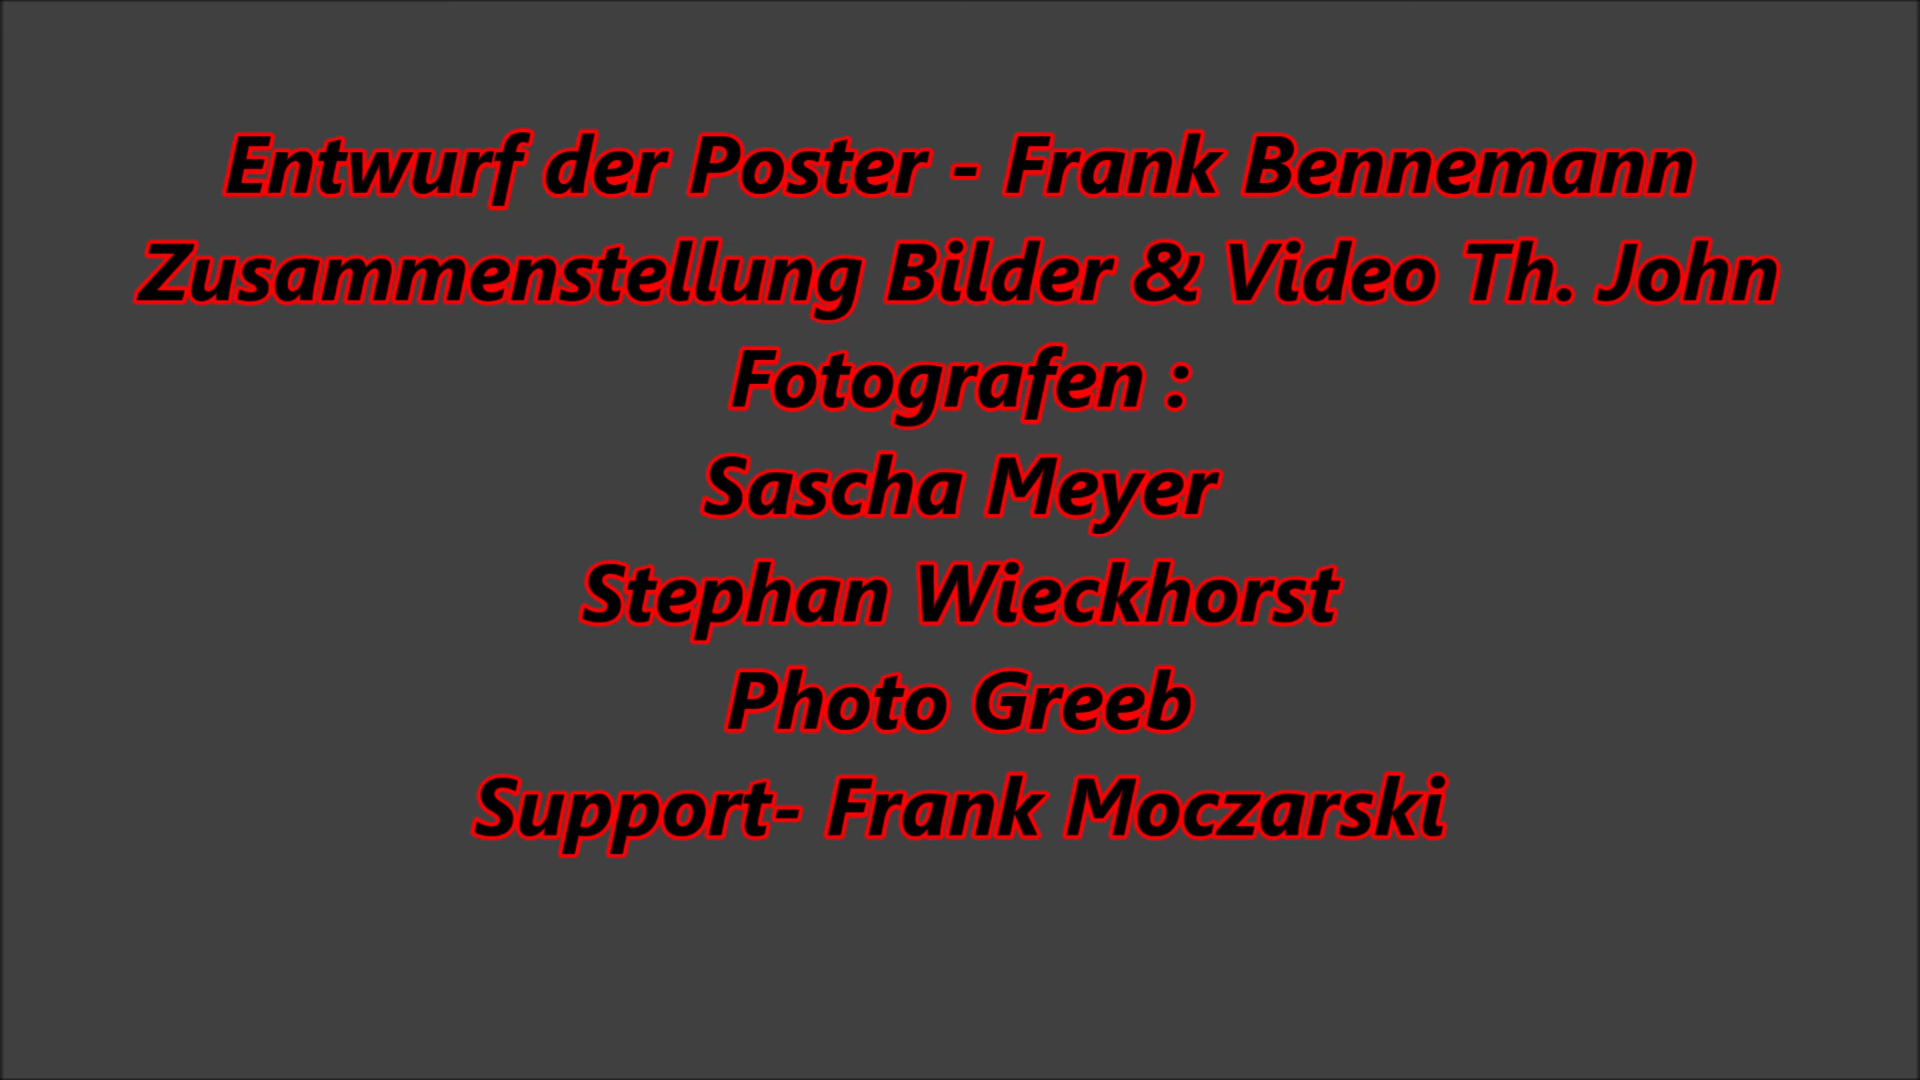 Entwurf der Poster - Frank Bennemann
Zusammenstellung Bilder & Video Th. John
Fotografen :
Sascha Meyer
Stephan Wieckhorst
Photo Greeb
Support- Frank Moczarski